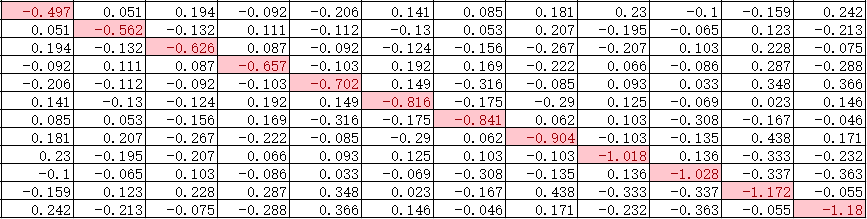 -0.497 0.051 0.194 -0.092 -0.206 0.141 0.085 0.181 0.23 -0.1 -0.159 0.242
0.051 -0.562 -0.132 0.111 -0.112 -0.13 0.053 0.207 -0.195 -0.065 0.123 -0.213
0.194 -0.132 -0.626 0.087 -0.092 -0.124 -0.156 -0.267 -0.207 0.103 0.228 -0.075
-0.092 0.111 0.087 -0.657 -0.103 0.192 0.169 -0.222 0.066 -0.086 0.287 -0.288
-0.206 -0.112 -0.092 -0.103 -0.702 0.149 -0.316 -0.085 0.093 0.033 0.348 0.366
0.141 -0.13 -0.124 0.192 0.149 -0.816 -0.175 -0.29 0.125 -0.069 0.023 0.146
0.085 0.053 -0.156 0.169 -0.316 -0.175 -0.841 0.062 0.103 -0.308 -0.167 -0.046
0.181 0.207 -0.267 -0.222 -0.085 -0.29 0.062 -0.904 -0.103 -0.135 0.438 0.171
0.23 -0.195 -0.207 0.066 0.093 0.125 0.103 -0.103 -1.018 0.136 -0.333 -0.232
-0.1 -0.065 0.103 -0.086 0.033 -0.069 -0.308 -0.135 0.136 -1.028 -0.337 -0.363
-0.159 0.123 0.228 0.287 0.348 0.023 -0.167 0.438 -0.333 -0.337 -1.172 -0.055
0.242 -0.213 -0.075 -0.288 0.366 0.146 -0.046 0.171 -0.232 -0.363 -0.055 -1.18